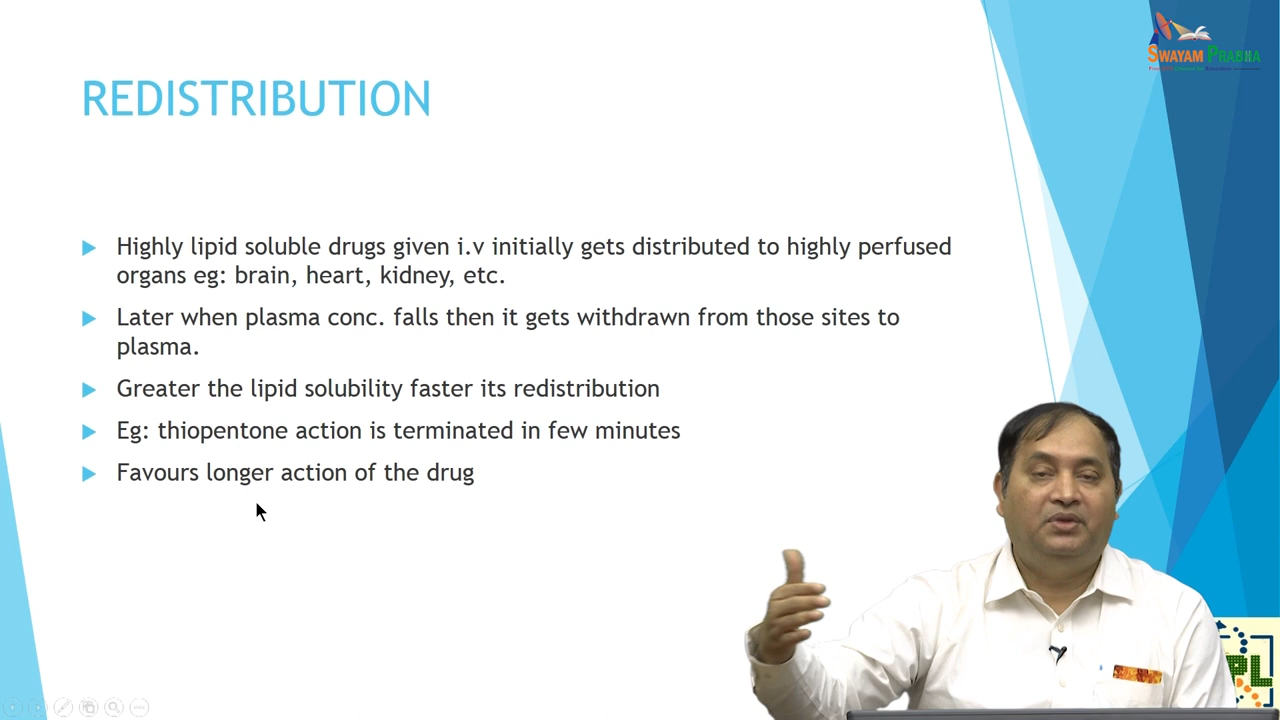 SWAYAM PRABHA
REDISTRIBUTION
Highly lipid soluble drugs given i.v initially gets distributed to highly perfused
organs eg: brain, heart, kidney, etc.
Later when plasma conc. falls then it gets withdrawn from those sites to
plasma.
Greater the lipid solubility faster its redistribution
Eg: thiopentone action is terminated in few minutes
Favours longer action of the drug